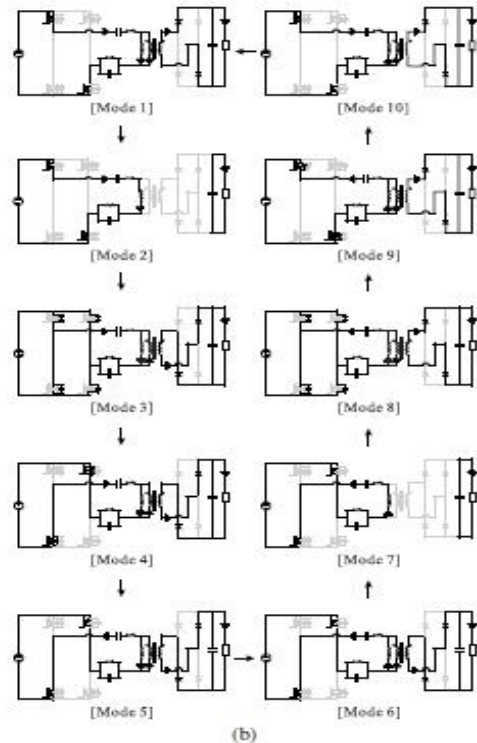 [Mode 1]
[Mode 10]
[Mode 2]
[Mode 9]
[Mode 3]
[Mode 8]
[Mode 4]
[Mode 7]
[Mode 5]
[Mode 6]
(b)